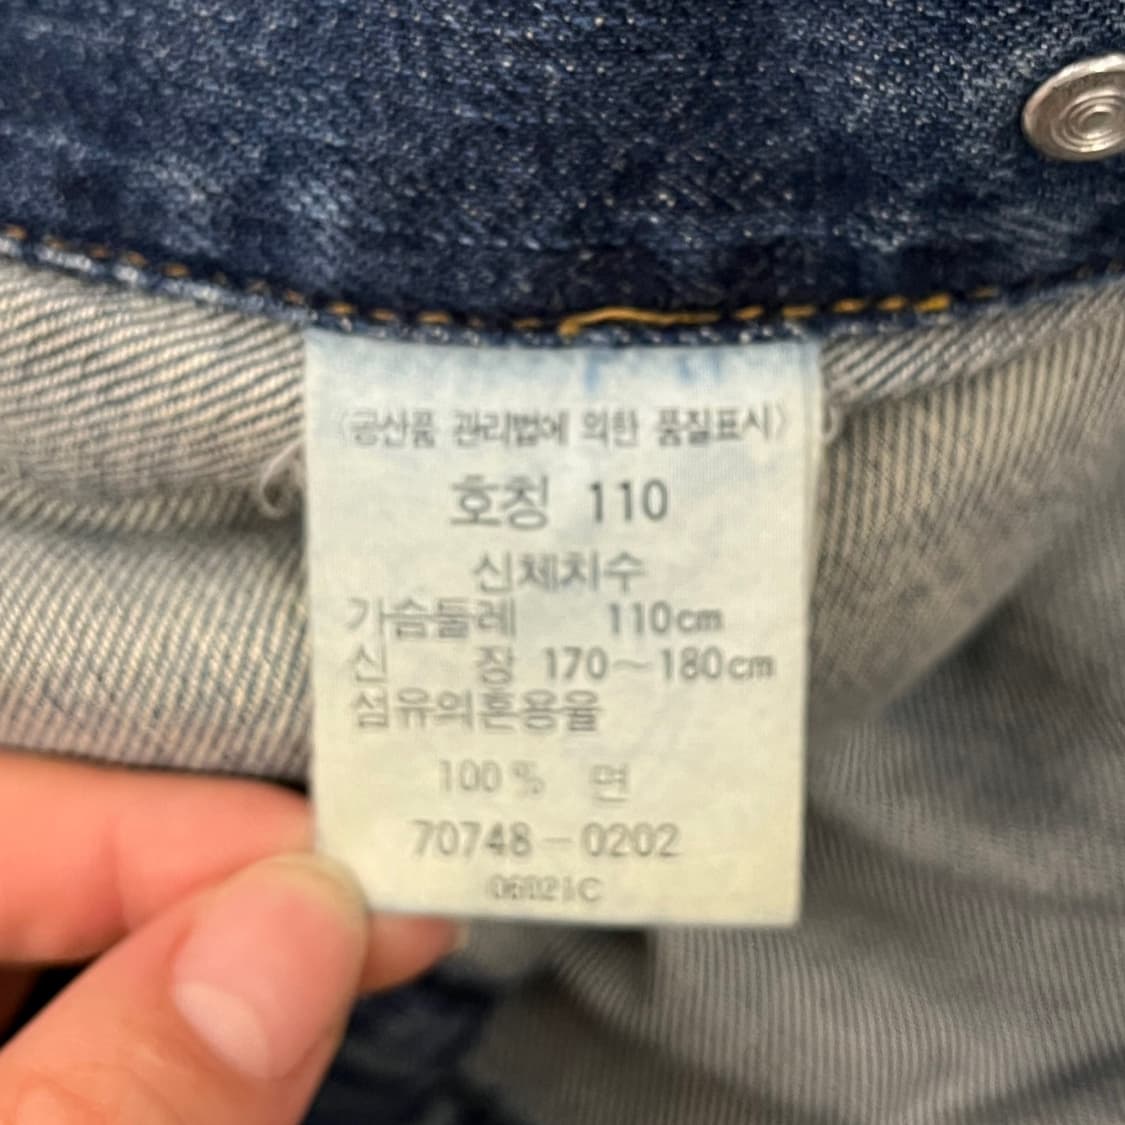 〈공산품 관리법에 의한 품질표시〉
호칭 110
신체치수
가슴둘레 110cm
신 장 170~180cm
섬유의혼용율
100% 면
70748-0202